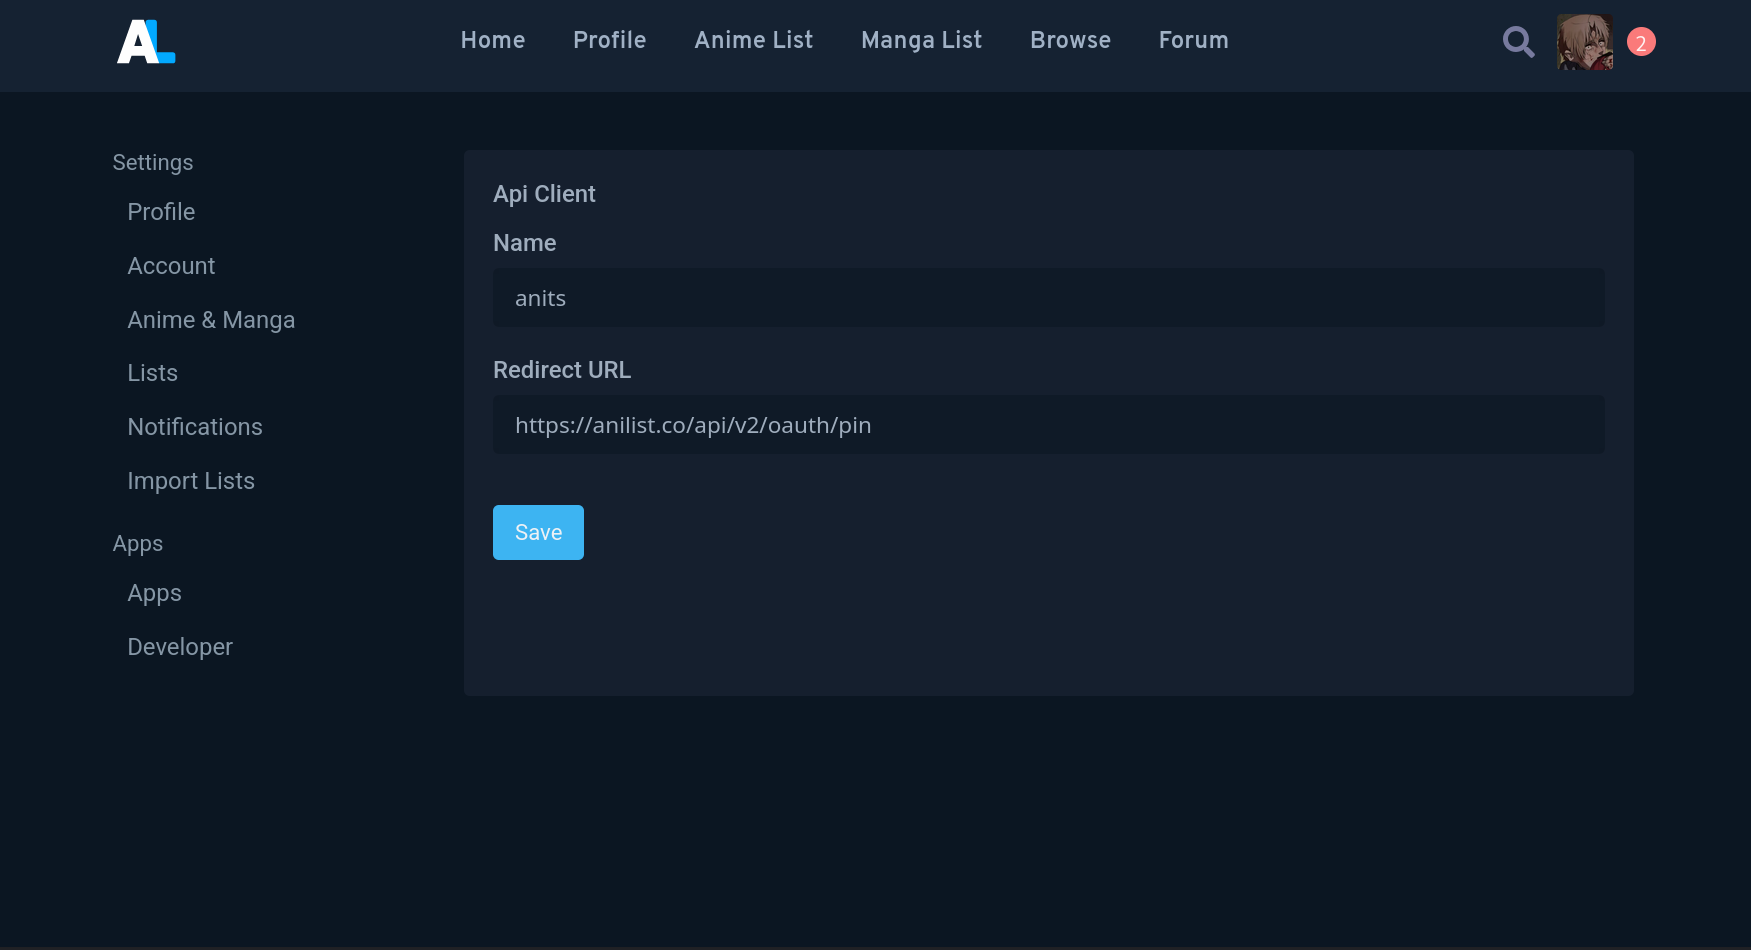 AL
Home Profile Anime List Manga List Browse Forum
2
Settings
Profile
Account
Anime & Manga
Lists
Notifications
Import Lists
Apps
Apps
Developer
Api Client
Name
anits
Redirect URL
https://anilist.co/api/v2/oauth/pin
Save